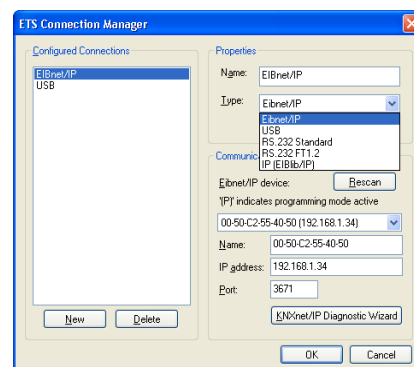 ETS Connection Manager
Configured Connections
EIBnet/IP
USB
Properties
Name:
EIBnet/IP
Type:
Eibnet/IP
Eibnet/IP
USB
RS.232 Standard
RS.232 FT1.2
IP (EIBlib/IP)
Communic
Eibnet/IP device:
Rescan
'(P)' indicates programming mode active
00-50-C2-55-40-50 (192.168.1.34)
Name:
00-50-C2-55-40-50
IP address:
192.168.1.34
Port:
3671
KNXnet/IP Diagnostic Wizard
New
Delete
OK
Cancel